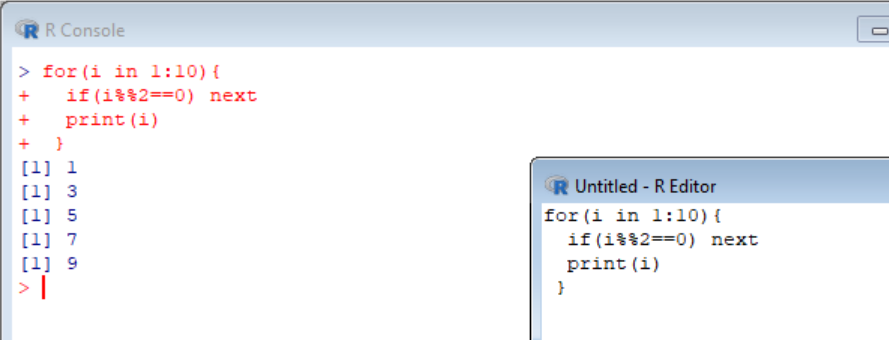 R Console
> for(i in 1:10){
+   if(i%%2==0) next
+   print(i)
+  }
[1] 1
[1] 3
[1] 5
[1] 7
[1] 9
>
Untitled - R Editor
for(i in 1:10){
  if(i%%2==0) next
  print(i)
 }